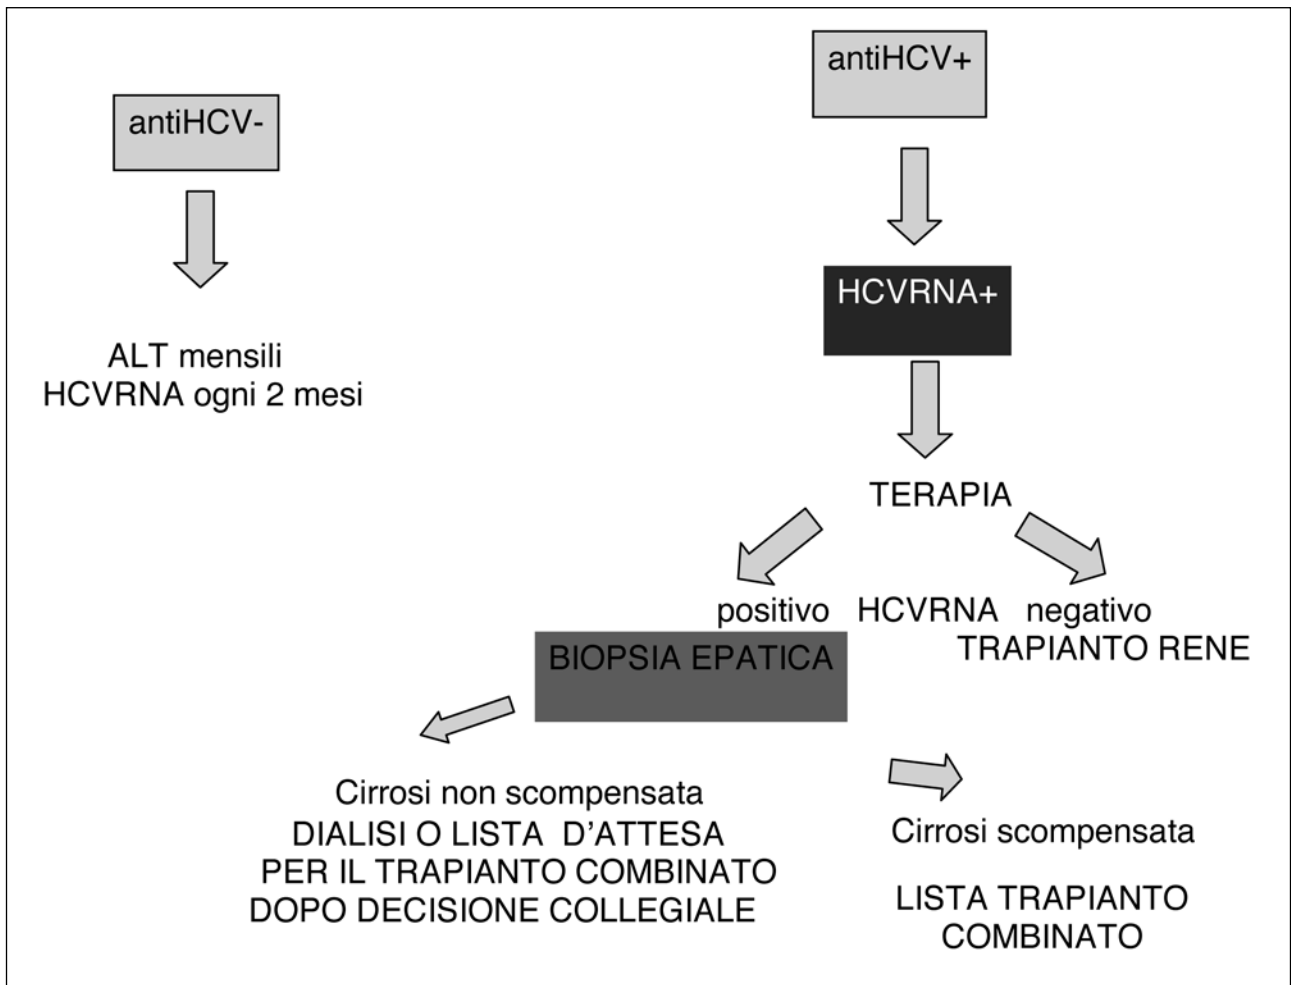 antiHCV-
ALT mensili
HCVRNA ogni 2 mesi
antiHCV+
HCVRNA+
TERAPIA
positivo HCVRNA negativo
TRAPIANTO RENE
BIOPSIA EPATICA
Cirrosi non scompensata
DIALISI O LISTA D'ATTESA
PER IL TRAPIANTO COMBINATO
DOPO DECISIONE COLLEGIALE
Cirrosi scompensata
LISTA TRAPIANTO
COMBINATO